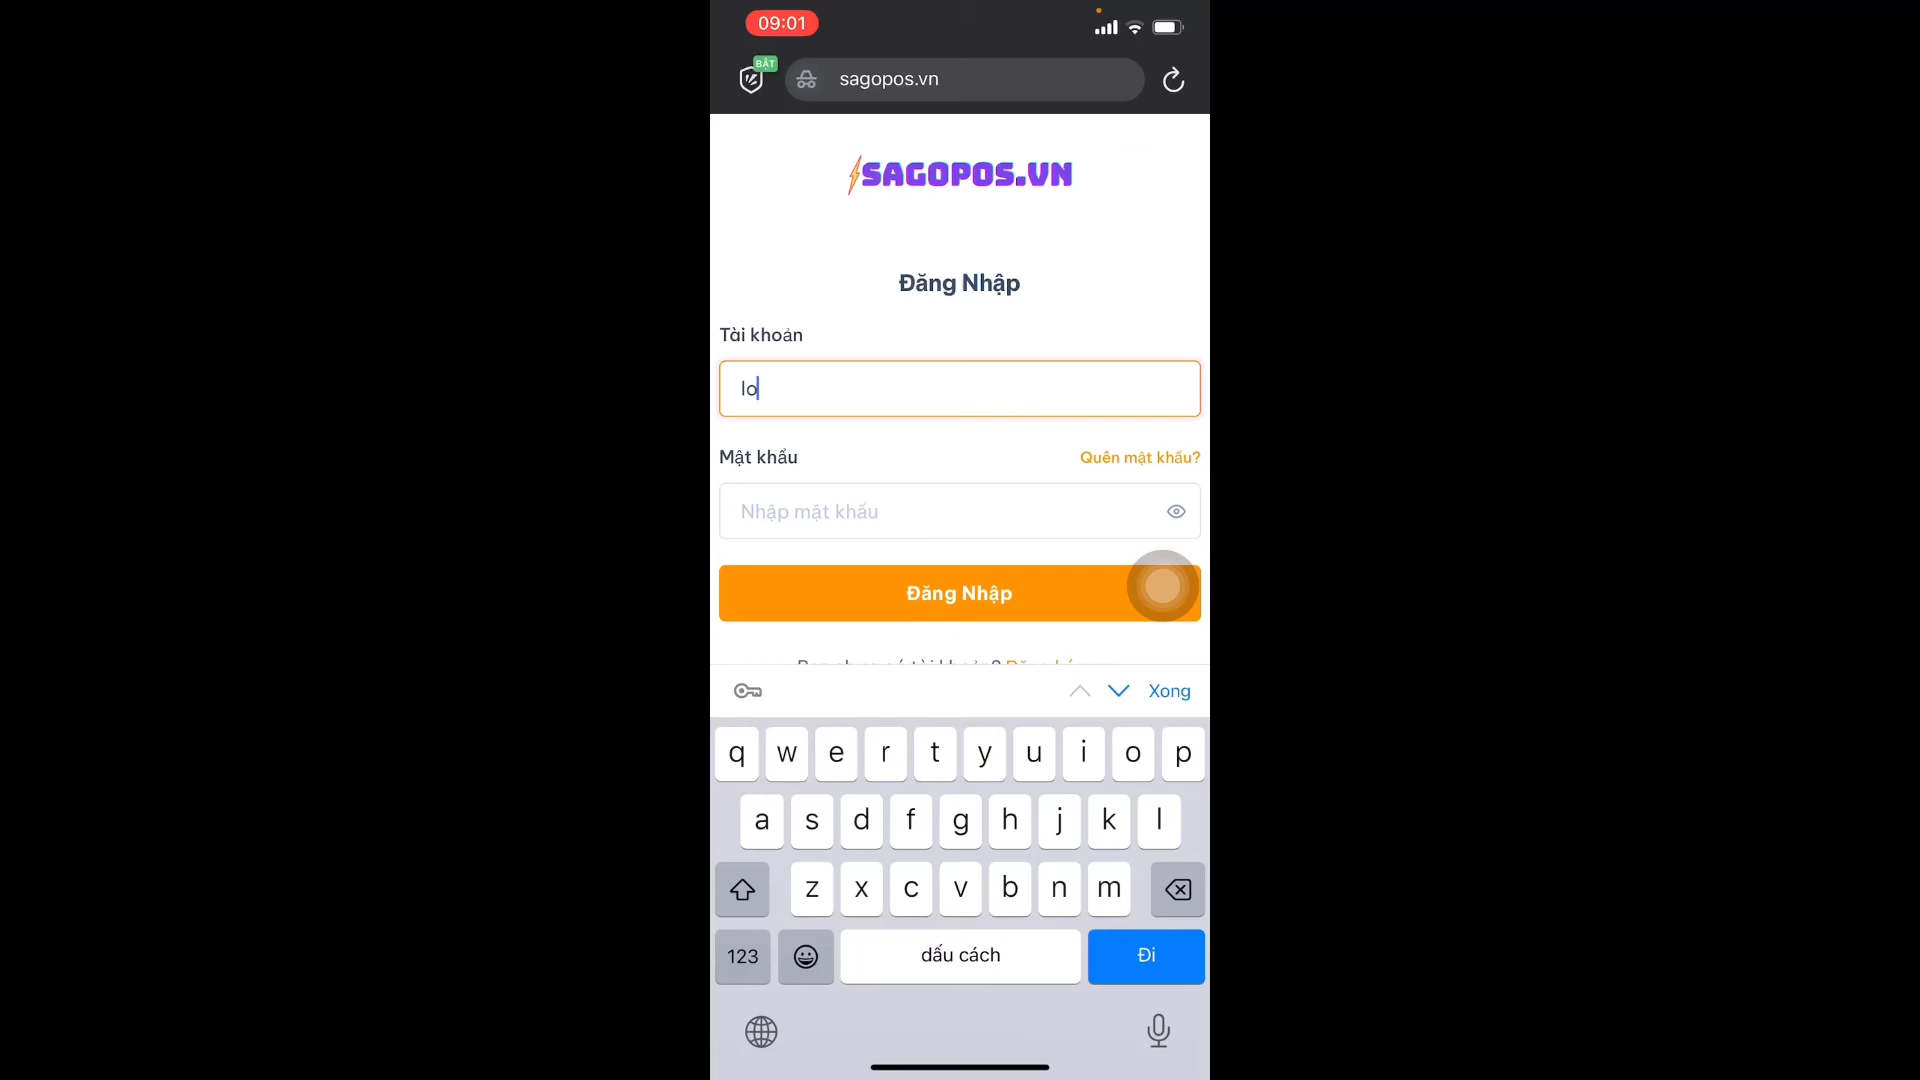 09:01
BẬT
sagopos.vn
SAGOPOS.VN
Đăng Nhập
Tài khoản
lo
Mật khẩu
Quên mật khẩu?
Nhập mật khẩu
Đăng Nhập
Xong
q w e r t y u i o p
a s d f g h j k l
z x c v b n m
123
dấu cách
Đi